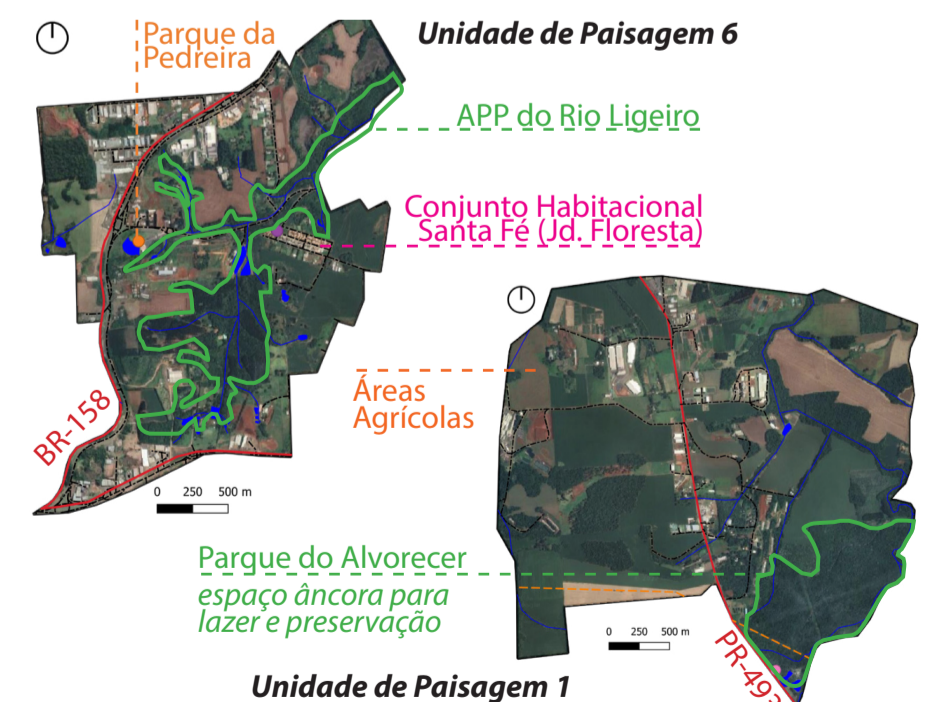 Unidade de Paisagem 6
Parque da
Pedreira
APP do Rio Ligeiro
Conjunto Habitacional
Santa Fé (Jd. Floresta)
BR-158
0 250 500 m
Áreas
Agrícolas
Parque do Alvorecer
espaço âncora para
lazer e preservação
0 250 500 m
PR-493
Unidade de Paisagem 1